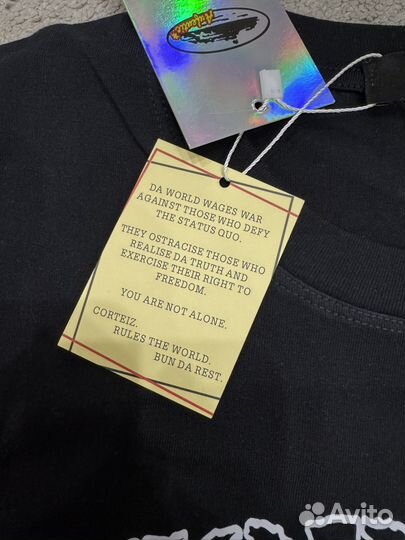 Authentic
DA WORLD WAGES WAR
AGAINST THOSE WHO DEFY
THE STATUS QUO.
THEY OSTRACISE THOSE WHO
REALISE DA TRUTH AND
EXERCISE THEIR RIGHT TO
FREEDOM.
YOU ARE NOT ALONE.
CORTEIZ.
RULES THE WORLD.
BUN DA REST.
Avito